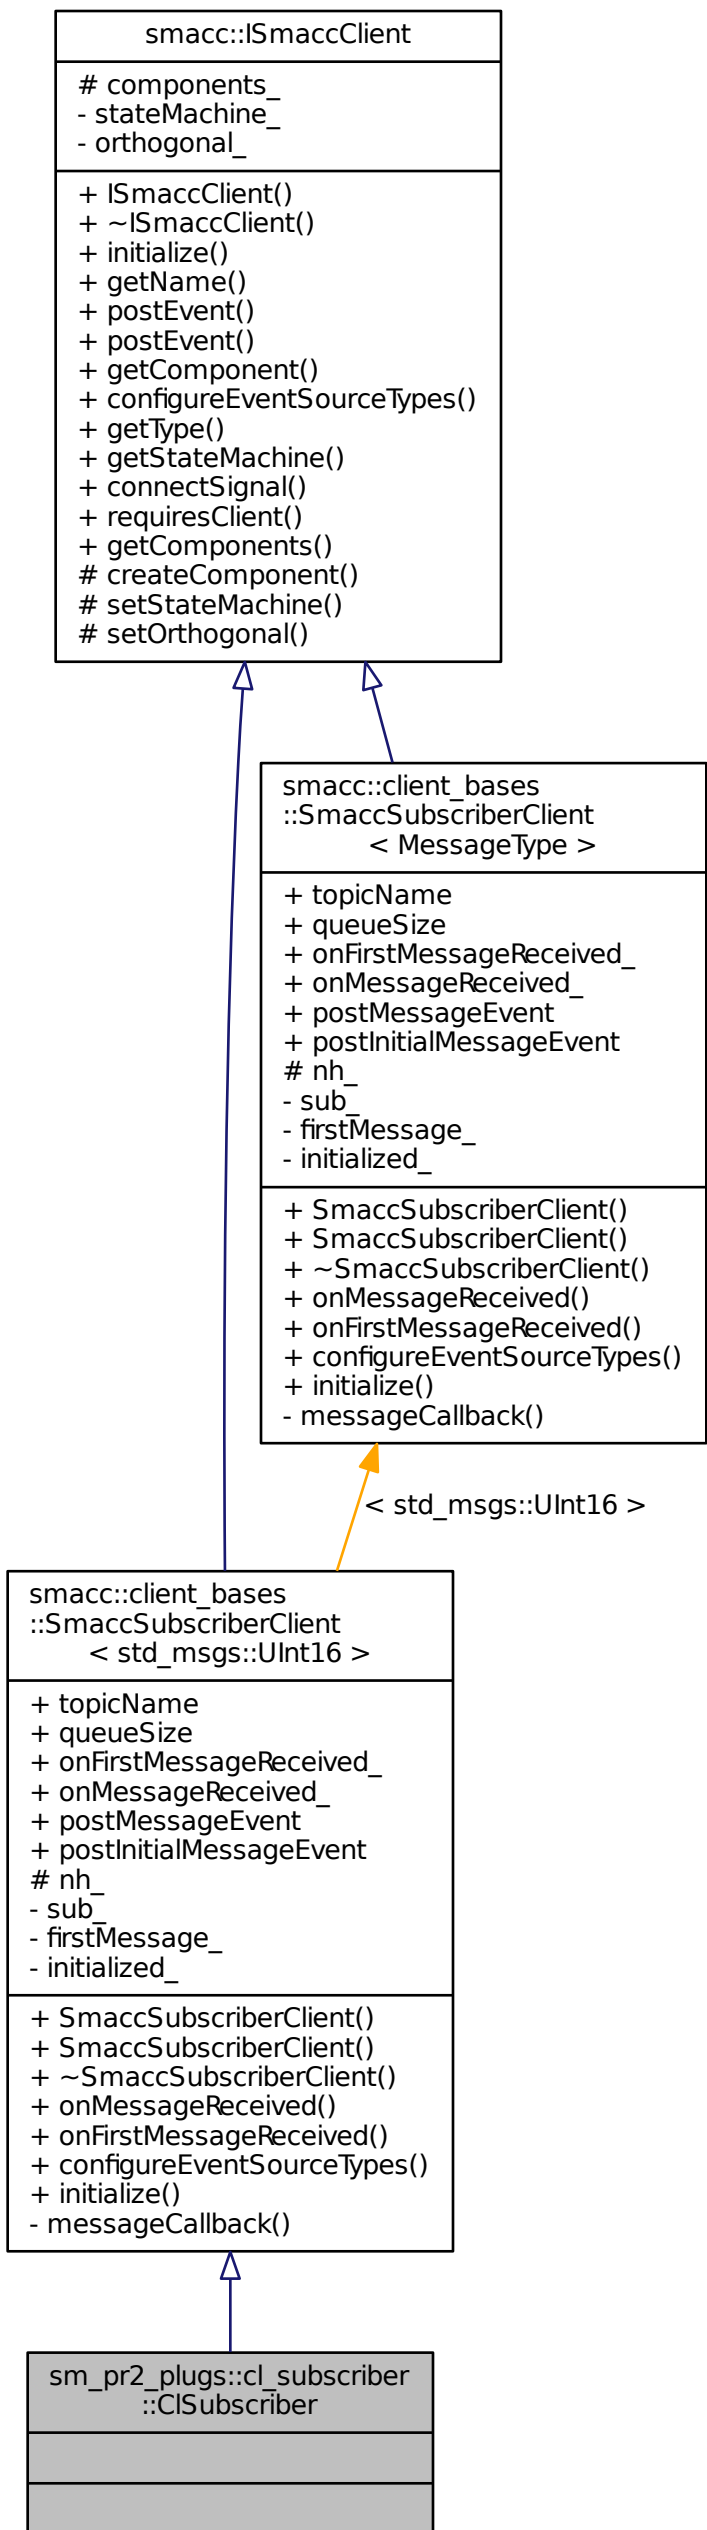 smacc::ISmaccClient
# components_
- stateMachine_
- orthogonal_
+ ISmaccClient()
+ ~ISmaccClient()
+ initialize()
+ getName()
+ postEvent()
+ postEvent()
+ getComponent()
+ configureEventSourceTypes()
+ getType()
+ getStateMachine()
+ connectSignal()
+ requiresClient()
+ getComponents()
# createComponent()
# setStateMachine()
# setOrthogonal()
smacc::client_bases
::SmaccSubscriberClient
< MessageType >
+ topicName
+ queueSize
+ onFirstMessageReceived_
+ onMessageReceived_
+ postMessageEvent
+ postInitialMessageEvent
# nh_
- sub_
- firstMessage_
- initialized_
+ SmaccSubscriberClient()
+ SmaccSubscriberClient()
+ ~SmaccSubscriberClient()
+ onMessageReceived()
+ onFirstMessageReceived()
+ configureEventSourceTypes()
+ initialize()
- messageCallback()
< std_msgs::UInt16 >
smacc::client_bases
::SmaccSubscriberClient
< std_msgs::UInt16 >
+ topicName
+ queueSize
+ onFirstMessageReceived_
+ onMessageReceived_
+ postMessageEvent
+ postInitialMessageEvent
# nh_
- sub_
- firstMessage_
- initialized_
+ SmaccSubscriberClient()
+ SmaccSubscriberClient()
+ ~SmaccSubscriberClient()
+ onMessageReceived()
+ onFirstMessageReceived()
+ configureEventSourceTypes()
+ initialize()
- messageCallback()
sm_pr2_plugs::cl_subscriber
::ClSubscriber